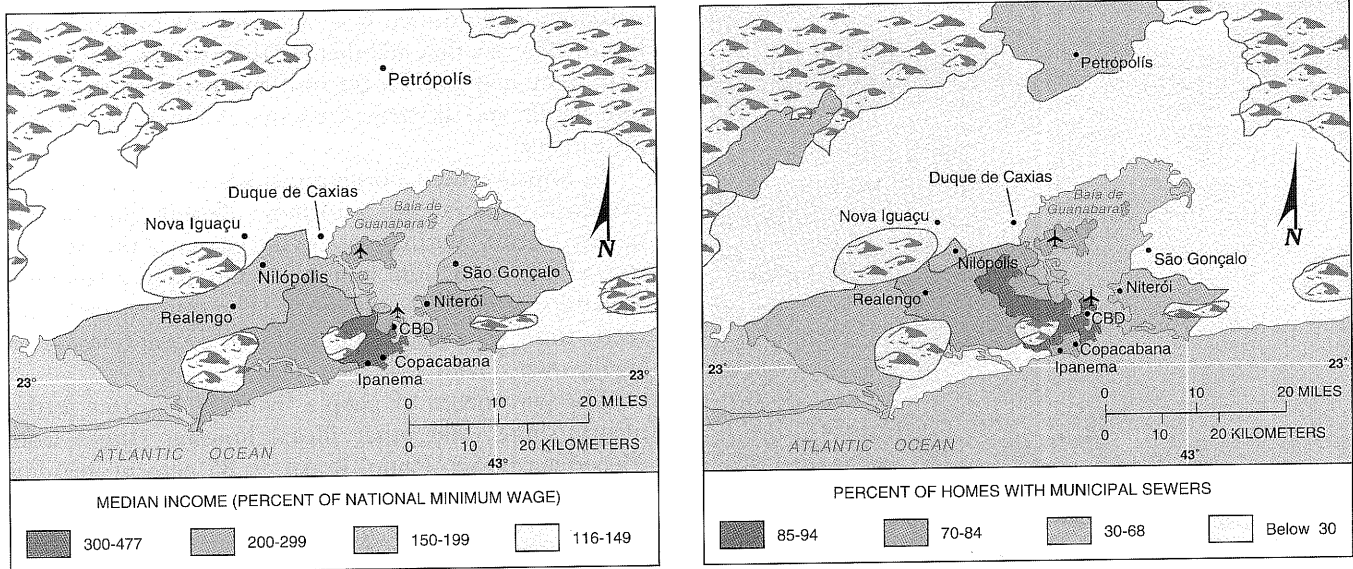 Petrópolís
Duque de Caxias
Baia de
Guanabara
Nova Iguaçu
N
Nilópolis
São Gonçalo
Realengo
Niterói
CBD
Copacabana
Ipanema
23°
23°
0 10 20 MILES
0 10 20 KILOMETERS
ATLANTIC OCEAN
43°
MEDIAN INCOME (PERCENT OF NATIONAL MINIMUM WAGE)
300-477 200-299 150-199 116-149
Petrópolís
Duque de Caxias
Baia de
Guanabara
Nova Iguaçu
N
Nilópolis
São Gonçalo
Realengo
Niterói
CBD
Copacabana
Ipanema
23°
23°
0 10 20 MILES
0 10 20 KILOMETERS
ATLANTIC OCEAN
43°
PERCENT OF HOMES WITH MUNICIPAL SEWERS
85-94 70-84 30-68 Below 30